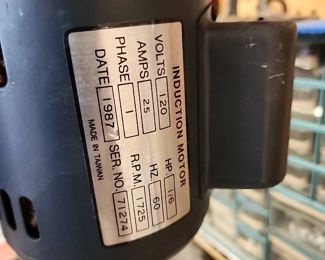 INDUCTION MOTOR
VOLTS 120 HP 1/6
AMPS 2.5 HZ. 60
PHASE 1 R.P.M. 1725
DATE 1987 SER. NO. 71274
MADE IN TAIWAN